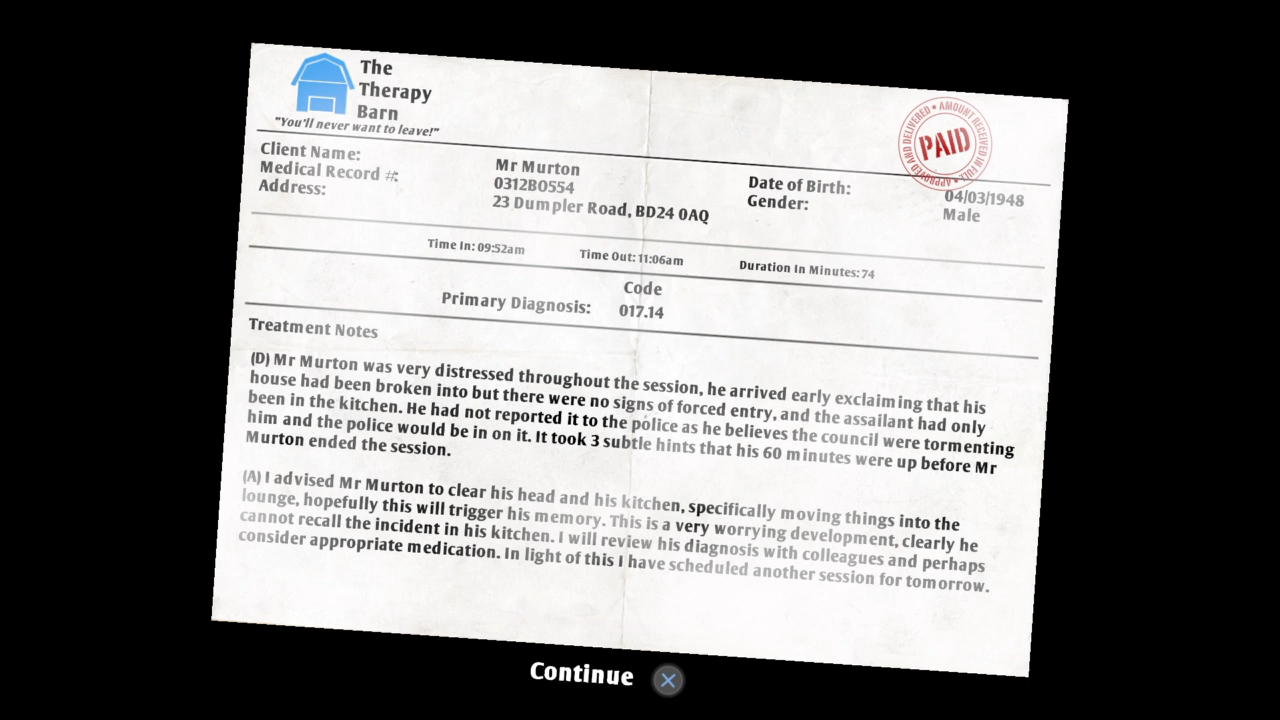 The
Therapy
Barn
"You'll never want to leave!"
APPROVED AND DELIVERED • AMOUNT RECEIVED IN FULL •
PAID
Client Name: Mr Murton Date of Birth: 04/03/1948
Medical Record #: 0312B0554 Gender: Male
Address: 23 Dumpler Road, BD24 0AQ
Time In: 09:52am Time Out: 11:06am Duration In Minutes: 74
Code
Primary Diagnosis: 017.14
Treatment Notes
(D) Mr Murton was very distressed throughout the session, he arrived early exclaiming that his
house had been broken into but there were no signs of forced entry, and the assailant had only
been in the kitchen. He had not reported it to the police as he believes the council were tormenting
him and the police would be in on it. It took 3 subtle hints that his 60 minutes were up before Mr
Murton ended the session.
(A) I advised Mr Murton to clear his head and his kitchen, specifically moving things into the
lounge, hopefully this will trigger his memory. This is a very worrying development, clearly he
cannot recall the incident in his kitchen. I will review his diagnosis with colleagues and perhaps
consider appropriate medication. In light of this I have scheduled another session for tomorrow.
Continue